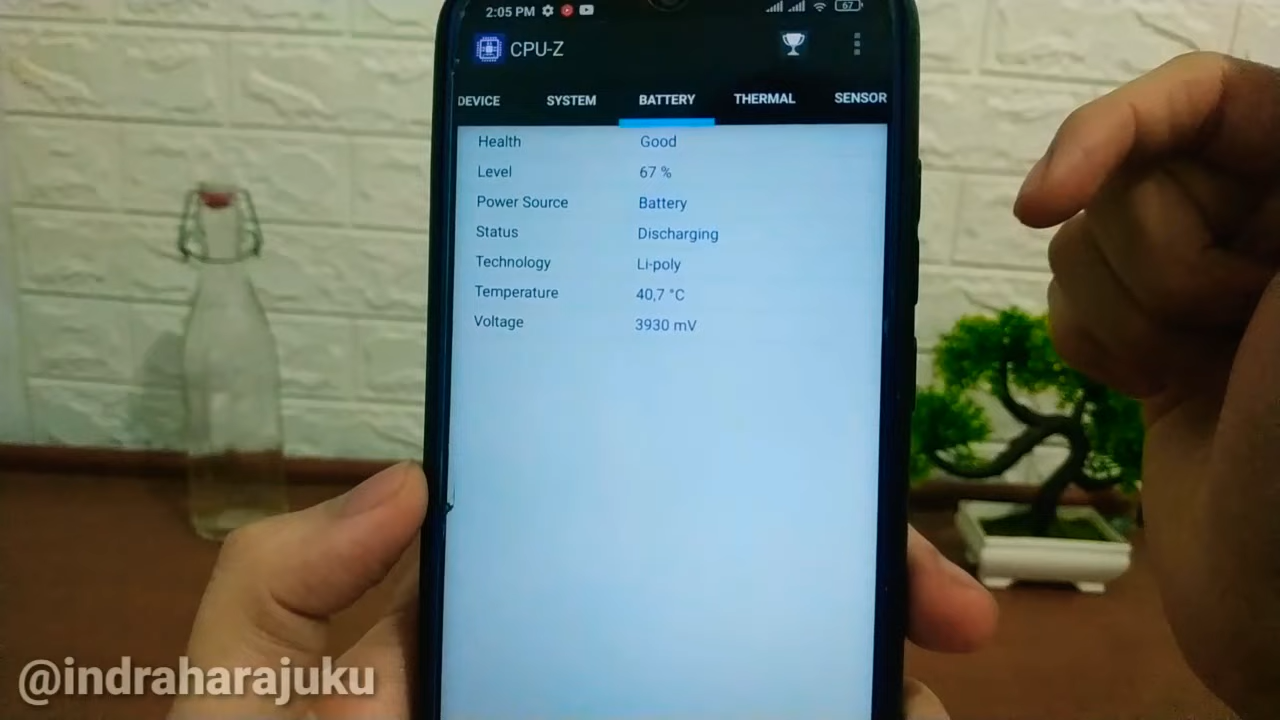 2:05 PM 67
CPU-Z
DEVICE SYSTEM BATTERY THERMAL SENSOR
Health Good
Level 67 %
Power Source Battery
Status Discharging
Technology Li-poly
Temperature 40,7 °C
Voltage 3930 mV
@indraharajuku